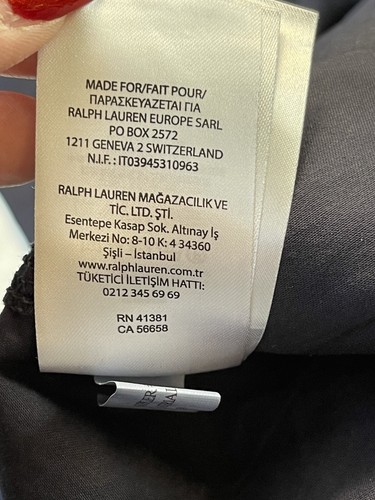 MADE FOR/FAIT POUR/
ΠΑΡΑΣΚΕΥΑΖΕΤΑΙ ΓΙΑ
RALPH LAUREN EUROPE SARL
PO BOX 2572
1211 GENEVA 2 SWITZERLAND
N.I.F.: IT03945310963
RALPH LAUREN MAĞAZACILIK VE
TİC. LTD. ŞTİ.
Esentepe Kasap Sok. Altınay İş
Merkezi No: 8-10 K: 4 34360
Şişli – İstanbul
www.ralphlauren.com.tr
TÜKETİCİ İLETİŞİM HATTI:
0212 345 69 69
RN 41381
CA 56658